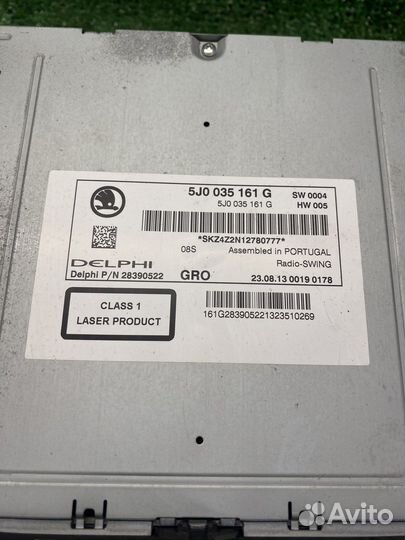 5J0 035 161 G SW 0004
5J0 035 161 G HW 005
*SKZ4Z2N12780777*
08S Assembled in PORTUGAL
DELPHI Radio-SWING
Delphi P/N 28390522 GRO 23.08.13 0019 0178
CLASS 1
LASER PRODUCT
161G283905221323510269
Avito